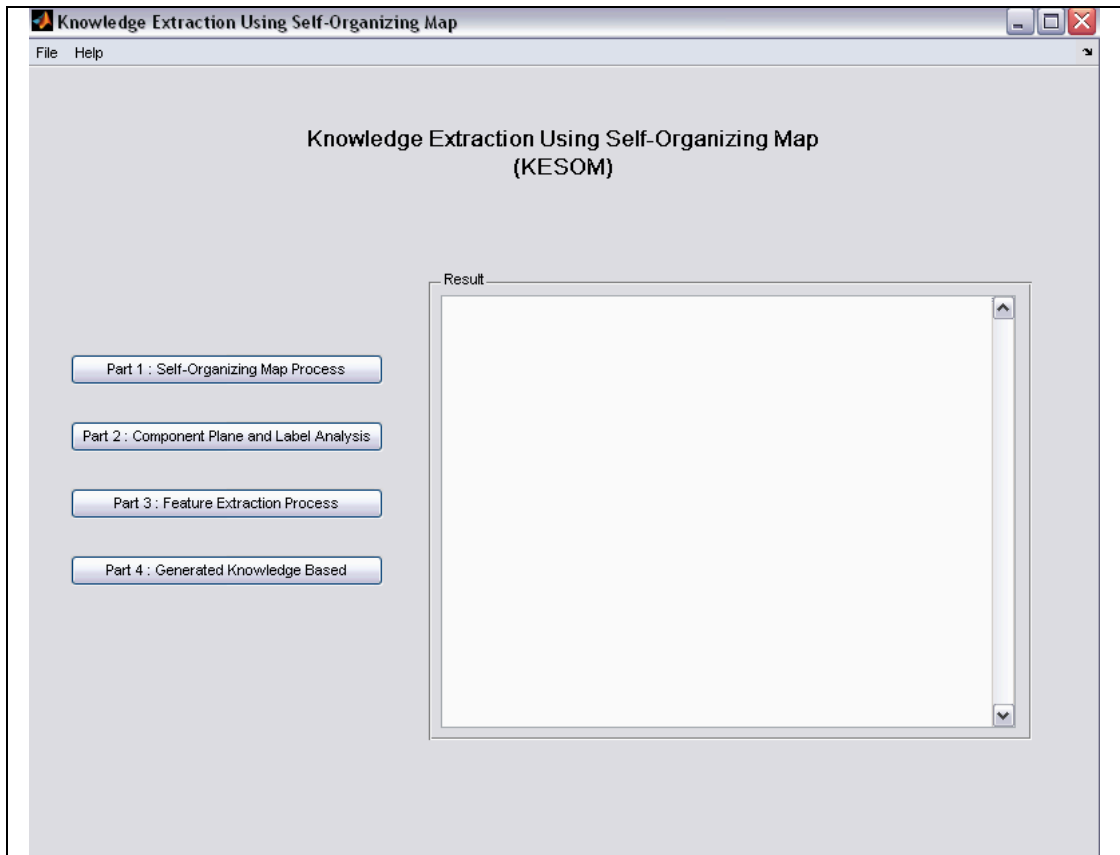 Knowledge Extraction Using Self-Organizing Map
File Help
Knowledge Extraction Using Self-Organizing Map
(KESOM)
Result
Part 1 : Self-Organizing Map Process
Part 2 : Component Plane and Label Analysis
Part 3 : Feature Extraction Process
Part 4 : Generated Knowledge Based